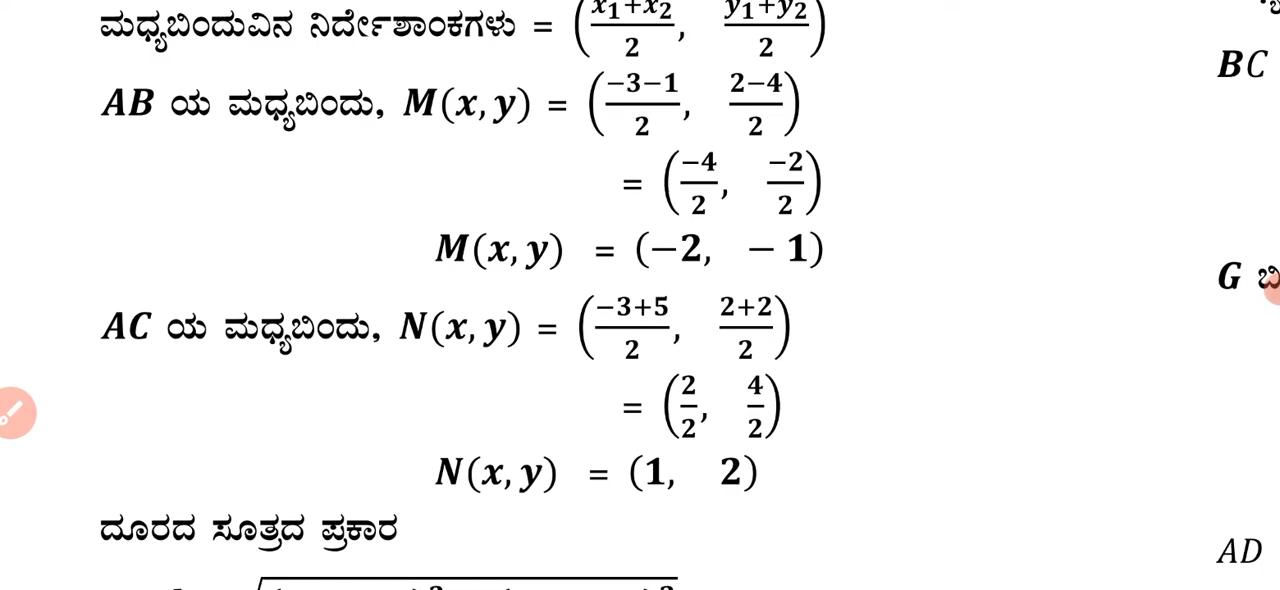 ಮಧ್ಯಬಿಂದುವಿನ ನಿರ್ದೇಶಾಂಕಗಳು = (x₁+x₂/2, y₁+y₂/2)
BC
AB ಯ ಮಧ್ಯಬಿಂದು, M(x, y) = (−3−1/2, 2−4/2)
= (−4/2, −2/2)
M(x, y) = (−2, − 1)
G
AC ಯ ಮಧ್ಯಬಿಂದು, N(x, y) = (−3+5/2, 2+2/2)
= (2/2, 4/2)
N(x, y) = (1, 2)
ದೂರದ ಸೂತ್ರದ ಪ್ರಕಾರ
AD